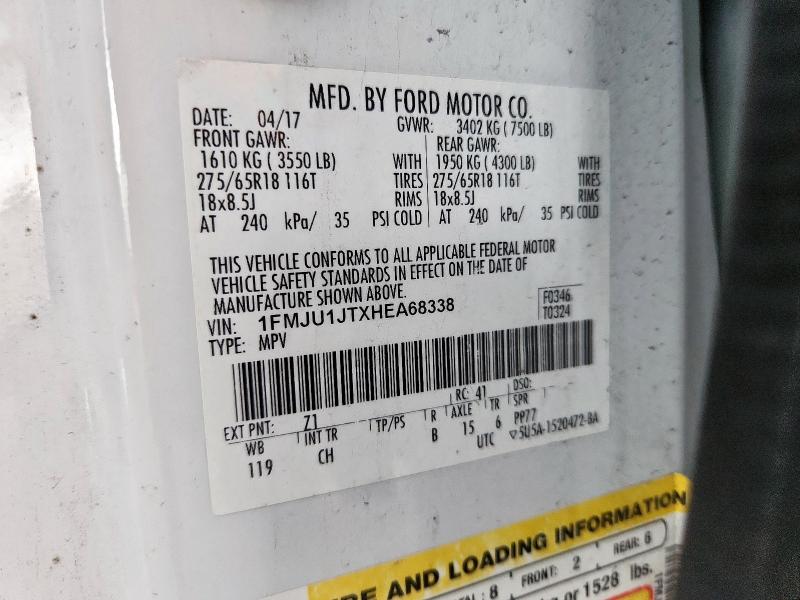 MFD. BY FORD MOTOR CO.
DATE: 04/17 GVWR: 3402 KG ( 7500 LB)
FRONT GAWR: REAR GAWR:
1610 KG ( 3550 LB) WITH 1950 KG ( 4300 LB) WITH
275/65R18 116T TIRES 275/65R18 116T TIRES
18x8.5J RIMS 18x8.5J RIMS
AT 240 kPa/ 35 PSI COLD AT 240 kPa/ 35 PSI COLD
THIS VEHICLE CONFORMS TO ALL APPLICABLE FEDERAL MOTOR
VEHICLE SAFETY STANDARDS IN EFFECT ON THE DATE OF
MANUFACTURE SHOWN ABOVE.
VIN: 1FMJU1JTXHEA68338 F0346
TYPE: MPV T0324
EXT PNT: Z1 RC: 41 DSO:
WB INT TR TP/PS R AXLE TR SPR
119 CH B 15 6 PP77
UTC ▽5U5A-1520472-BA
RE AND LOADING INFORMATION
: 8 FRONT: 2 REAR: 6
or 1528 lbs.